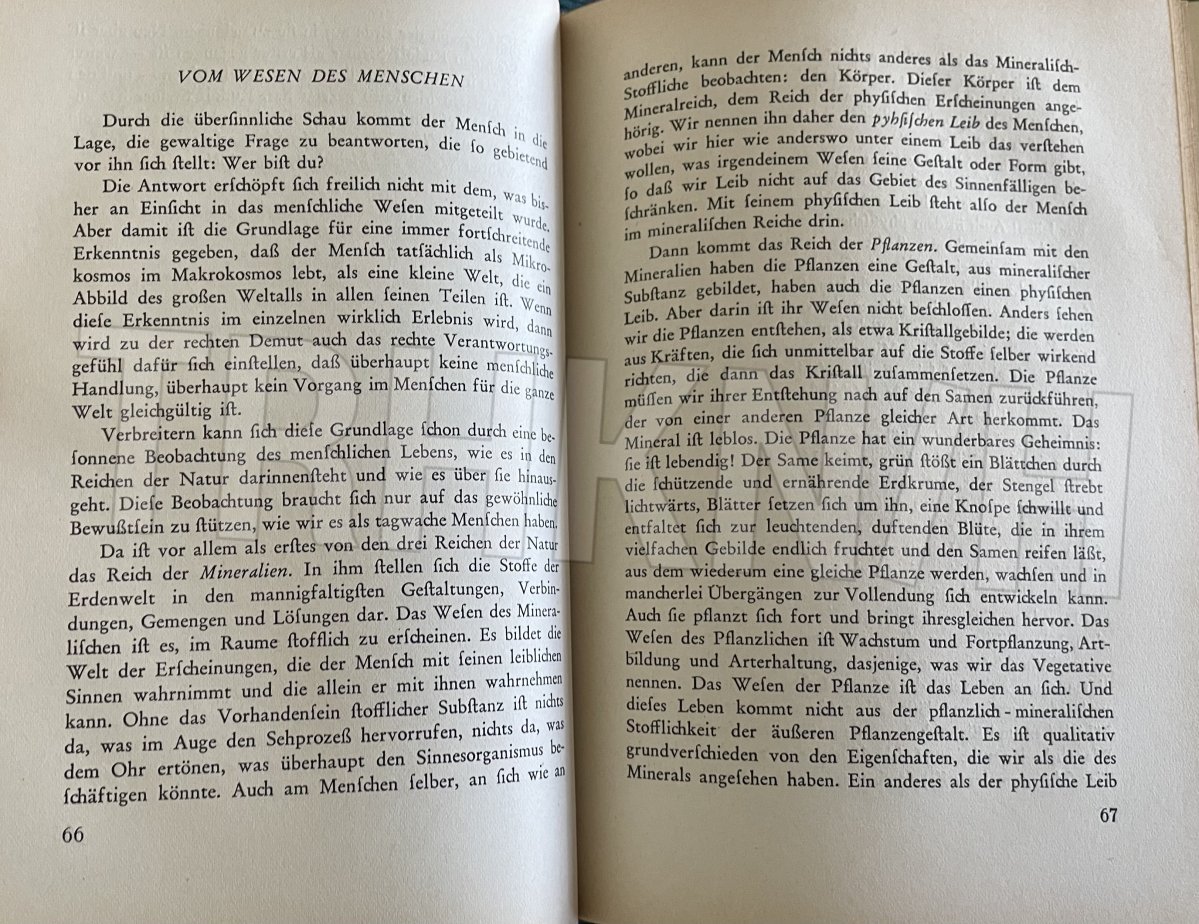 VOM WESEN DES MENSCHEN
Durch die überſinnliche Schau kommt der Menſch in die
Lage, die gewaltige Frage zu beantworten, die ſo gebietend
vor ihn ſich ſtellt: Wer biſt du?
Die Antwort erſchöpft ſich freilich nicht mit dem, was bis-
her an Einſicht in das menſchliche Weſen mitgeteilt wurde.
Aber damit iſt die Grundlage für eine immer fortſchreitende
Erkenntnis gegeben, daß der Menſch tatſächlich als Mikro-
kosmos im Makrokosmos lebt, als eine kleine Welt, die ein
Abbild des großen Weltalls in allen ſeinen Teilen iſt. Wenn
dieſe Erkenntnis im einzelnen wirklich Erlebnis wird, dann
wird zu der rechten Demut auch das rechte Verantwortungs-
gefühl dafür ſich einſtellen, daß überhaupt keine menſchliche
Handlung, überhaupt kein Vorgang im Menſchen für die ganze
Welt gleichgültig iſt.
Verbreitern kann ſich dieſe Grundlage ſchon durch eine be-
ſonnene Beobachtung des menſchlichen Lebens, wie es in den
Reichen der Natur darinnenſteht und wie es über ſie hinaus-
geht. Dieſe Beobachtung braucht ſich nur auf das gewöhnliche
Bewußtſein zu ſtützen, wie wir es als tagwache Menſchen haben.
Da iſt vor allem als erſtes von den drei Reichen der Natur
das Reich der Mineralien. In ihm ſtellen ſich die Stoffe der
Erdenwelt in den mannigfaltigſten Geſtaltungen, Verbin-
dungen, Gemengen und Löſungen dar. Das Weſen des Minera-
liſchen iſt es, im Raume ſtofflich zu erſcheinen. Es bildet die
Welt der Erſcheinungen, die der Menſch mit ſeinen leiblichen
Sinnen wahrnimmt und die allein er mit ihnen wahrnehmen
kann. Ohne das Vorhandenſein ſtofflicher Subſtanz iſt nichts
da, was im Auge den Sehprozeß hervorrufen, nichts da, was
dem Ohr ertönen, was überhaupt den Sinnesorganismus be-
ſchäftigen könnte. Auch am Menſchen ſelber, an ſich wie an
66
anderen, kann der Menſch nichts anderes als das Mineraliſch-
Stoffliche beobachten: den Körper. Dieſer Körper iſt dem
Mineralreich, dem Reich der phyſiſchen Erſcheinungen ange-
hörig. Wir nennen ihn daher den pyhſiſchen Leib des Menſchen,
wobei wir hier wie anderswo unter einem Leib das verſtehen
wollen, was irgendeinem Weſen ſeine Geſtalt oder Form gibt,
ſo daß wir Leib nicht auf das Gebiet des Sinnenfälligen be-
ſchränken. Mit ſeinem phyſiſchen Leib ſteht alſo der Menſch
im mineraliſchen Reiche drin.
Dann kommt das Reich der Pflanzen. Gemeinſam mit den
Mineralien haben die Pflanzen eine Geſtalt, aus mineraliſcher
Subſtanz gebildet, haben auch die Pflanzen einen phyſiſchen
Leib. Aber darin iſt ihr Weſen nicht beſchloſſen. Anders ſehen
wir die Pflanzen entſtehen, als etwa Kriſtallgebilde; die werden
aus Kräften, die ſich unmittelbar auf die Stoffe ſelber wirkend
richten, die dann das Kriſtall zuſammenſetzen. Die Pflanze
müſſen wir ihrer Entſtehung nach auf den Samen zurückführen,
der von einer anderen Pflanze gleicher Art herkommt. Das
Mineral iſt leblos. Die Pflanze hat ein wunderbares Geheimnis:
ſie iſt lebendig! Der Same keimt, grün ſtößt ein Blättchen durch
die ſchützende und ernährende Erdkrume, der Stengel ſtrebt
lichtwärts, Blätter ſetzen ſich um ihn, eine Knoſpe ſchwillt und
entfaltet ſich zur leuchtenden, duftenden Blüte, die in ihrem
vielfachen Gebilde endlich fruchtet und den Samen reifen läßt,
aus dem wiederum eine gleiche Pflanze werden, wachſen und in
mancherlei Übergängen zur Vollendung ſich entwickeln kann.
Auch ſie pflanzt ſich fort und bringt ihresgleichen hervor. Das
Weſen des Pflanzlichen iſt Wachstum und Fortpflanzung, Art-
bildung und Arterhaltung, dasjenige, was wir das Vegetative
nennen. Das Weſen der Pflanze iſt das Leben an ſich. Und
dieſes Leben kommt nicht aus der pflanzlich-mineraliſchen
Stofflichkeit der äußeren Pflanzengeſtalt. Es iſt qualitativ
grundverſchieden von den Eigenſchaften, die wir als die des
Minerals angeſehen haben. Ein anderes als der phyſiſche Leib
67